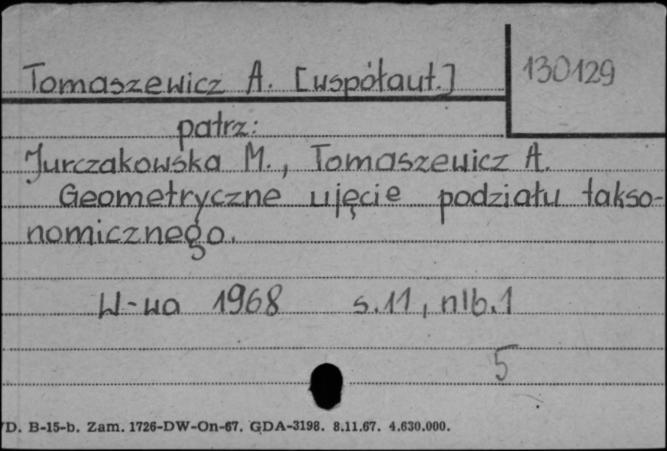 Tomaszewicz A. [współaut.]
130129
patrz:
Jurczakowska M., Tomaszewicz A.
Geometryczne ujęcie podziału takso-
nomicznego.
W-wa 1968 s.11, nlb.1
5
D. B-15-b. Zam. 1726-DW-On-67. GDA-3198. 8.11.67. 4.630.000.